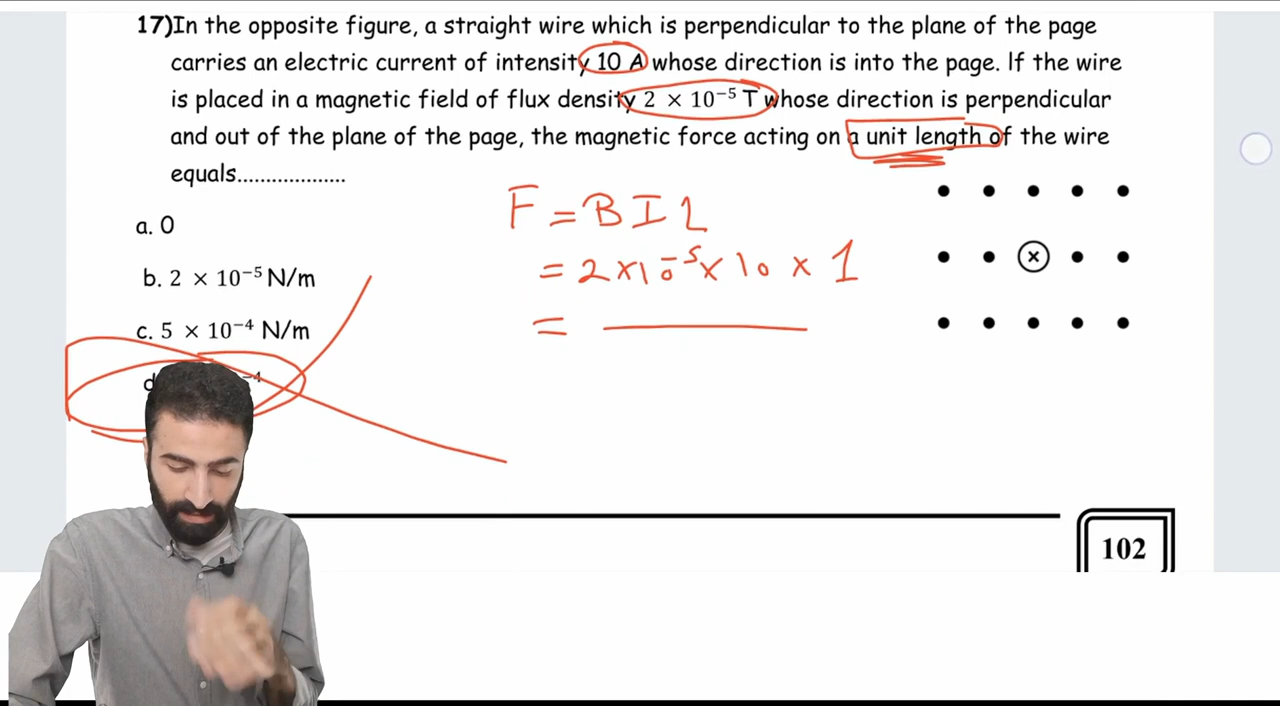 17)In the opposite figure, a straight wire which is perpendicular to the plane of the page
carries an electric current of intensity 10 A whose direction is into the page. If the wire
is placed in a magnetic field of flux density 2 × 10⁻⁵ T whose direction is perpendicular
and out of the plane of the page, the magnetic force acting on a unit length of the wire
equals...................
a. 0
b. 2 × 10⁻⁵ N/m
c. 5 × 10⁻⁴ N/m
d
F = B I L
= 2 × 10⁻⁵ × 10 × 1
=
102